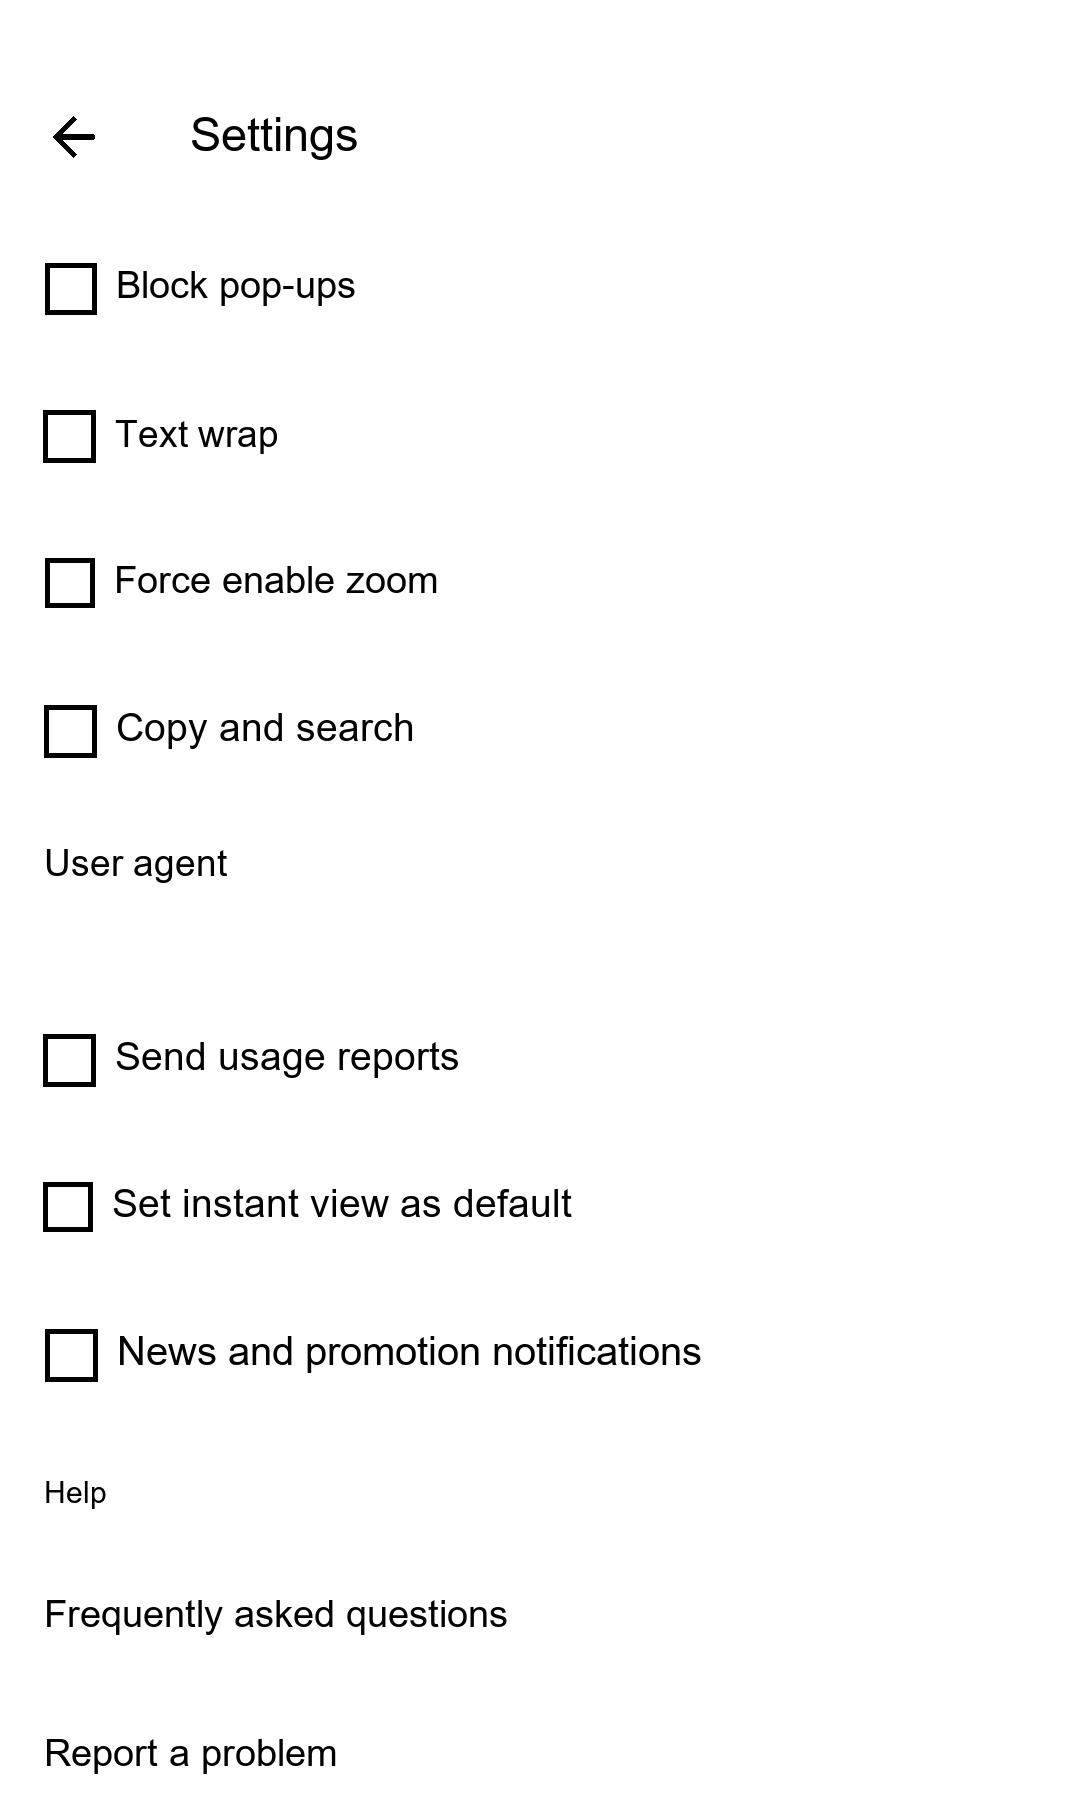 Settings
Block pop-ups
Text wrap
Force enable zoom
Copy and search
User agent
Send usage reports
Set instant view as default
News and promotion notifications
Help
Frequently asked questions
Report a problem